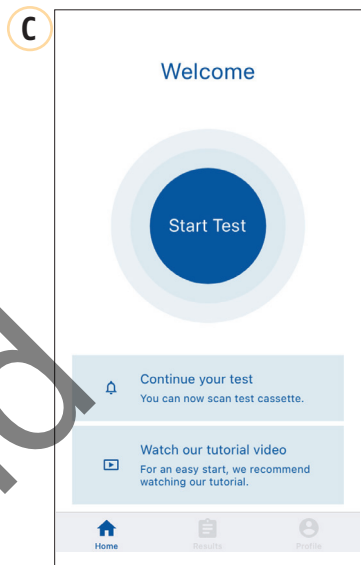 C
Welcome
Start Test
Continue your test
You can now scan test cassette.
Watch our tutorial video
For an easy start, we recommend
watching our tutorial.
Home
Results
Profile